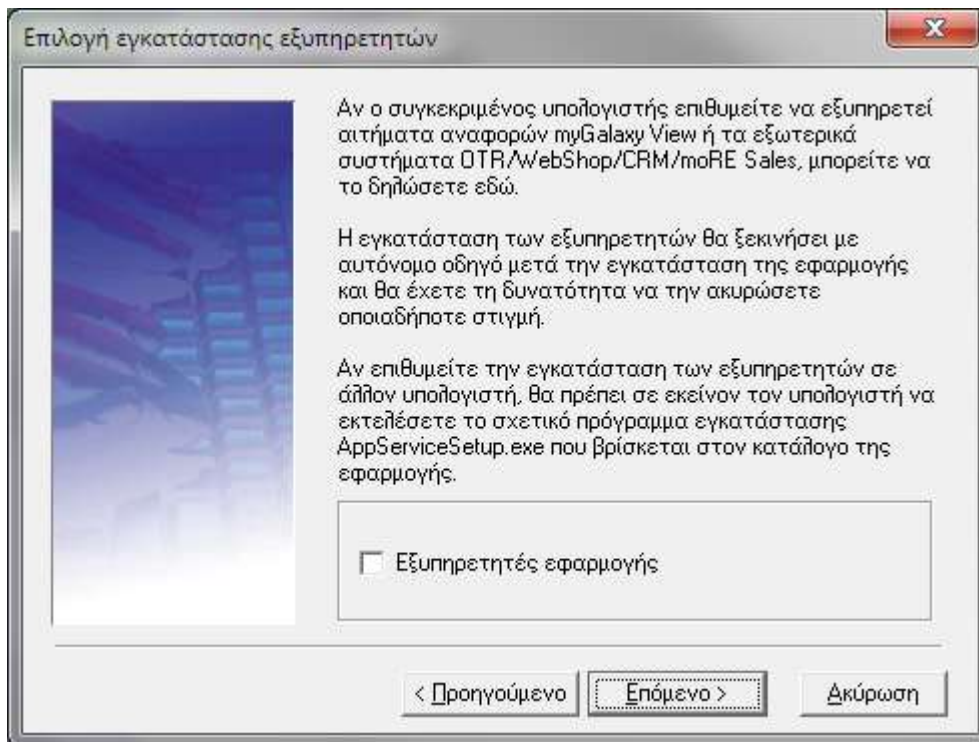 Επιλογή εγκατάστασης εξυπηρετητών
Αν ο συγκεκριμένος υπολογιστής επιθυμείτε να εξυπηρετεί
αιτήματα αναφορών myGalaxy View ή τα εξωτερικά
συστήματα OTR/WebShop/CRM/moRE Sales, μπορείτε να
το δηλώσετε εδώ.
Η εγκατάσταση των εξυπηρετητών θα ξεκινήσει με
αυτόνομο οδηγό μετά την εγκατάσταση της εφαρμογής
και θα έχετε τη δυνατότητα να την ακυρώσετε
οποιαδήποτε στιγμή.
Αν επιθυμείτε την εγκατάσταση των εξυπηρετητών σε
άλλον υπολογιστή, θα πρέπει σε εκείνον τον υπολογιστή να
εκτελέσετε το σχετικό πρόγραμμα εγκατάστασης
AppServiceSetup.exe που βρίσκεται στον κατάλογο της
εφαρμογής.
Εξυπηρετητές εφαρμογής
< Προηγούμενο Επόμενο > Ακύρωση